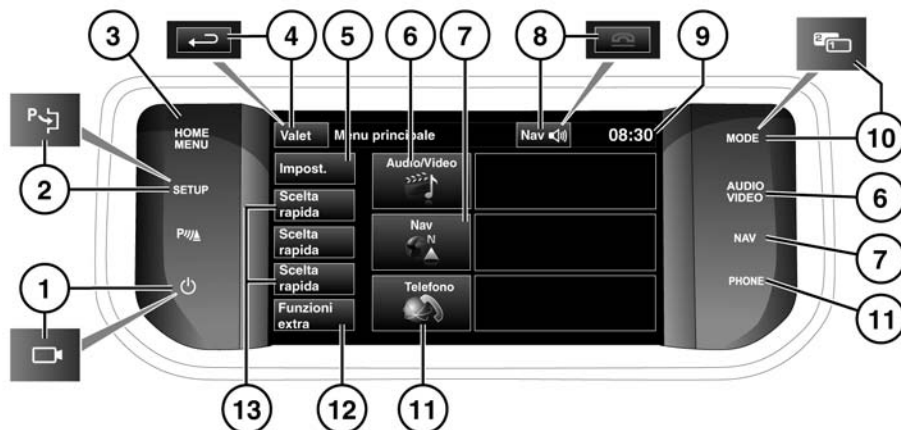 3
4
5
6
7
8
9
2 1
10
HOME
MENU
Valet
Menu principale
Nav
08:30
MODE
P
2
SETUP
Impost.
Audio/Video
AUDIO
VIDEO
6
Scelta
rapida
P
Scelta
rapida
Nav
N
NAV
7
1
Scelta
rapida
Telefono
PHONE
11
Funzioni
extra
13
12
11